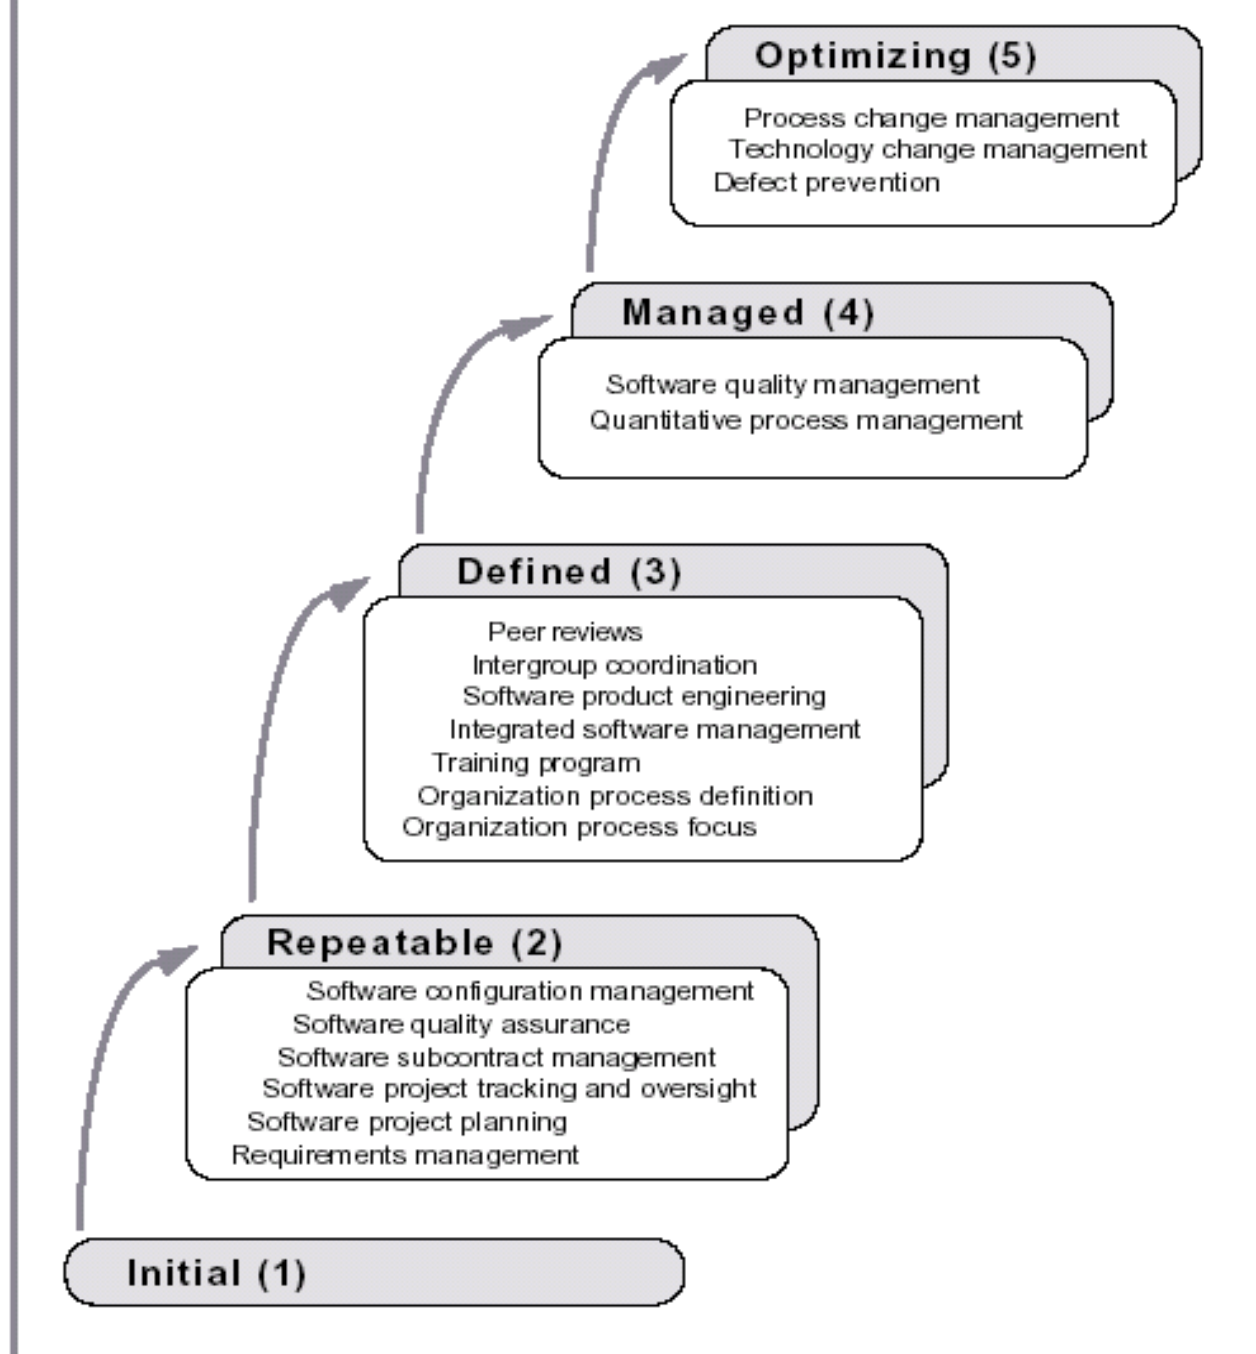 Optimizing (5)
Process change management
Technology change management
Defect prevention
Managed (4)
Software quality management
Quantitative process management
Defined (3)
Peer reviews
Intergroup coordination
Software product engineering
Integrated software management
Training program
Organization process definition
Organization process focus
Repeatable (2)
Software configuration management
Software quality assurance
Software subcontract management
Software project tracking and oversight
Software project planning
Requirements management
Initial (1)